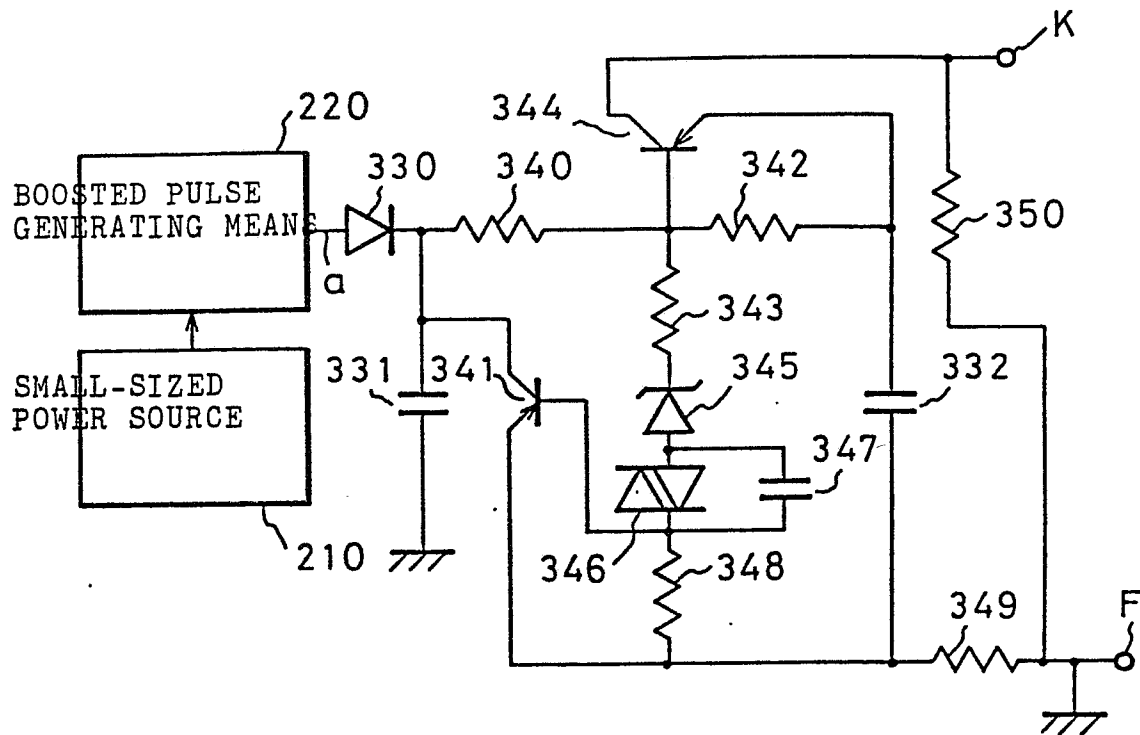 K
344
220
330
340
342
BOOSTED PULSE
GENERATING MEANS
350
a
343
SMALL-SIZED
POWER SOURCE
331
341
345
332
347
210
346
348
349
F